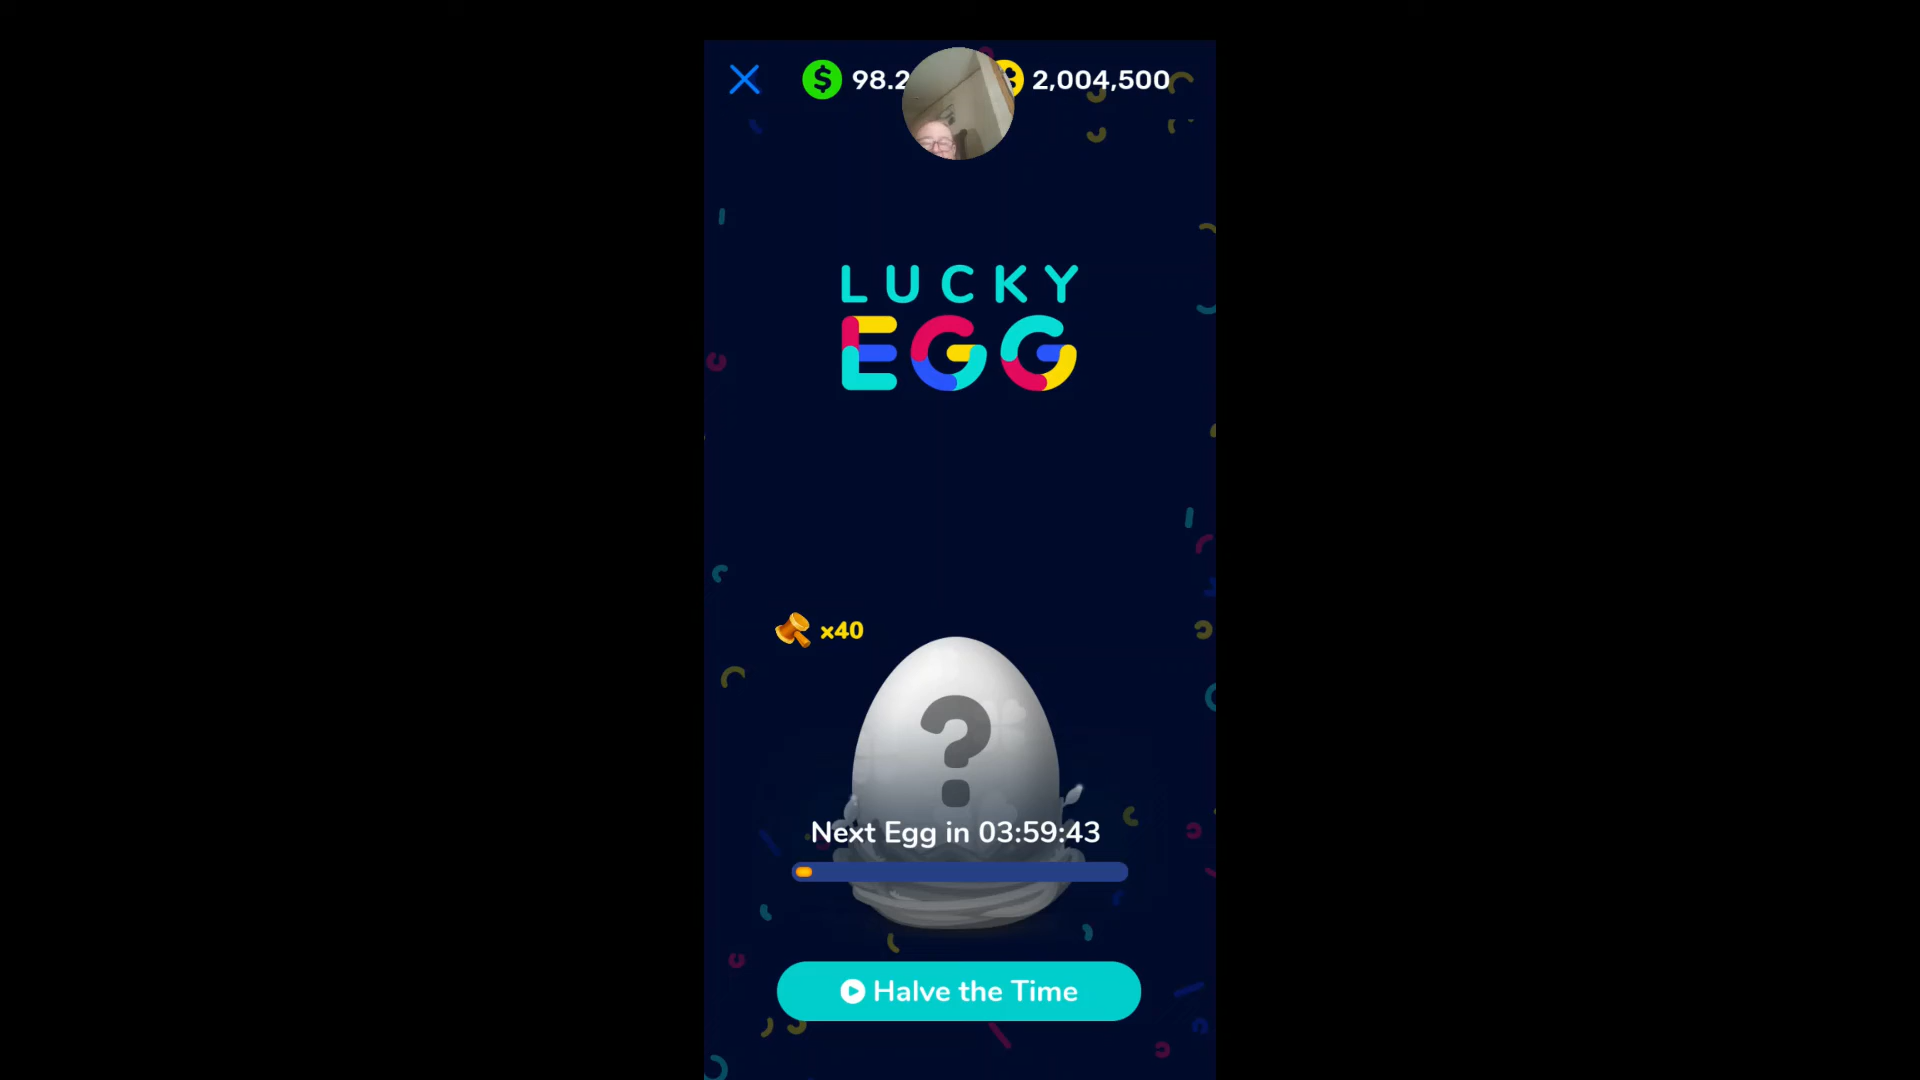 98.2
2,004,500
LUCKY
EGG
x40
?
Next Egg in 03:59:43
Halve the Time